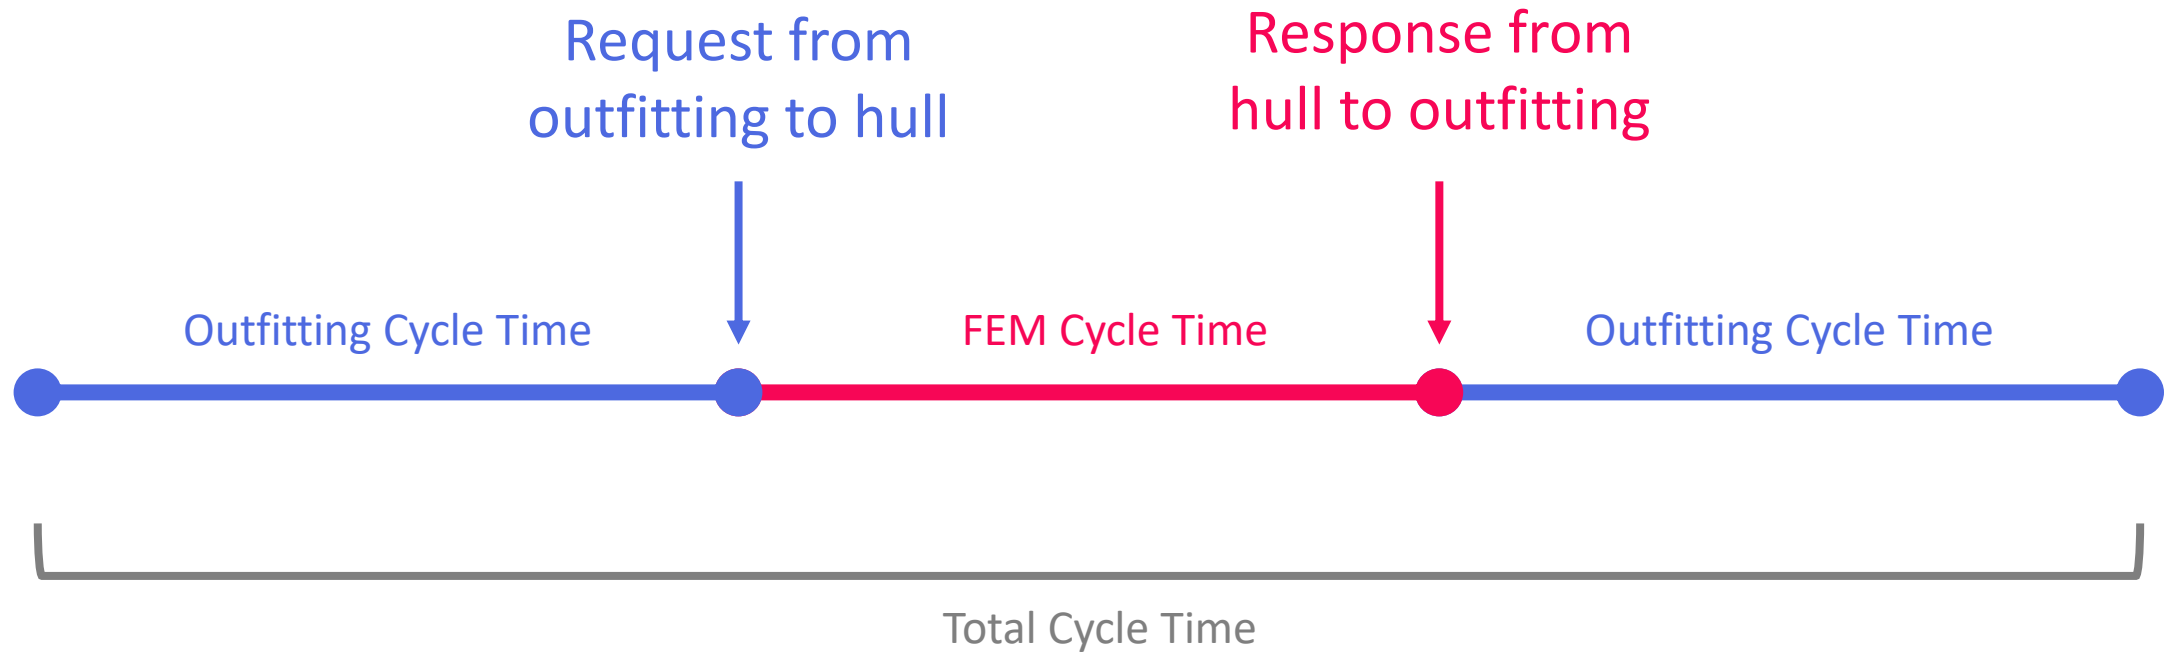 Request from
outfitting to hull
Response from
hull to outfitting
Outfitting Cycle Time
FEM Cycle Time
Outfitting Cycle Time
Total Cycle Time